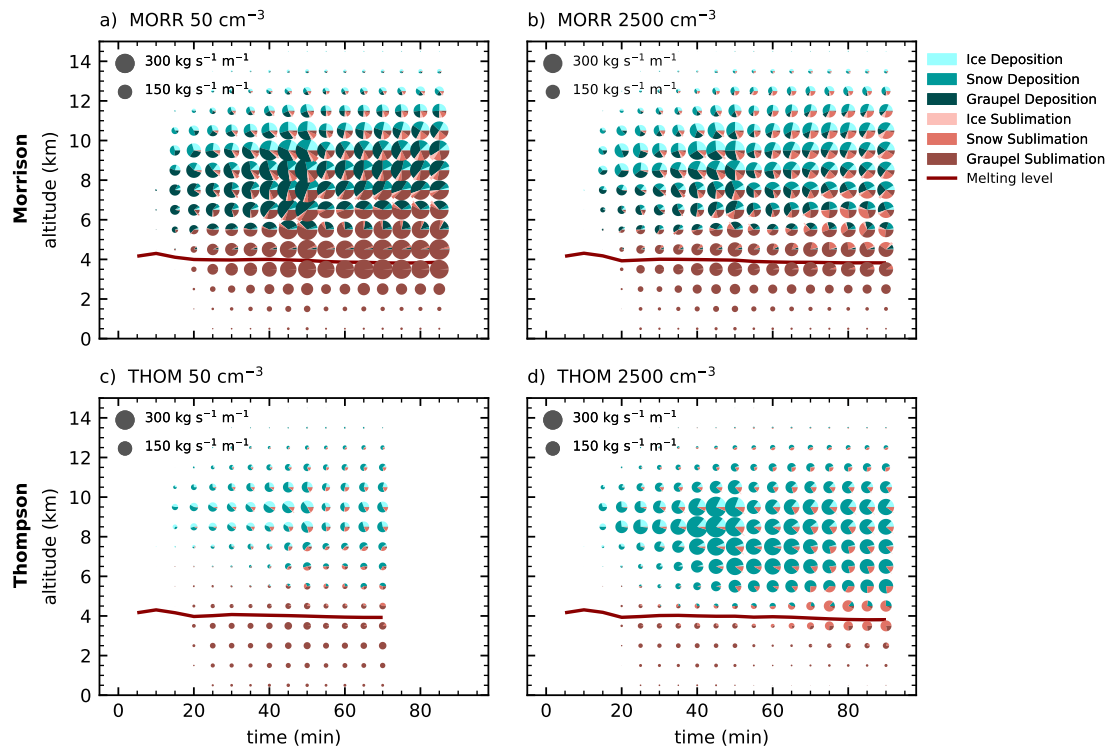 a) MORR 50 cm⁻³
b) MORR 2500 cm⁻³
14
12
10
8
6
4
2
0
Morrison
altitude (km)
300 kg s⁻¹ m⁻¹
150 kg s⁻¹ m⁻¹
300 kg s⁻¹ m⁻¹
150 kg s⁻¹ m⁻¹
Ice Deposition
Snow Deposition
Graupel Deposition
Ice Sublimation
Snow Sublimation
Graupel Sublimation
Melting level
c) THOM 50 cm⁻³
d) THOM 2500 cm⁻³
14
12
10
8
6
4
2
0
Thompson
altitude (km)
300 kg s⁻¹ m⁻¹
150 kg s⁻¹ m⁻¹
300 kg s⁻¹ m⁻¹
150 kg s⁻¹ m⁻¹
0 20 40 60 80
0 20 40 60 80
time (min)
time (min)